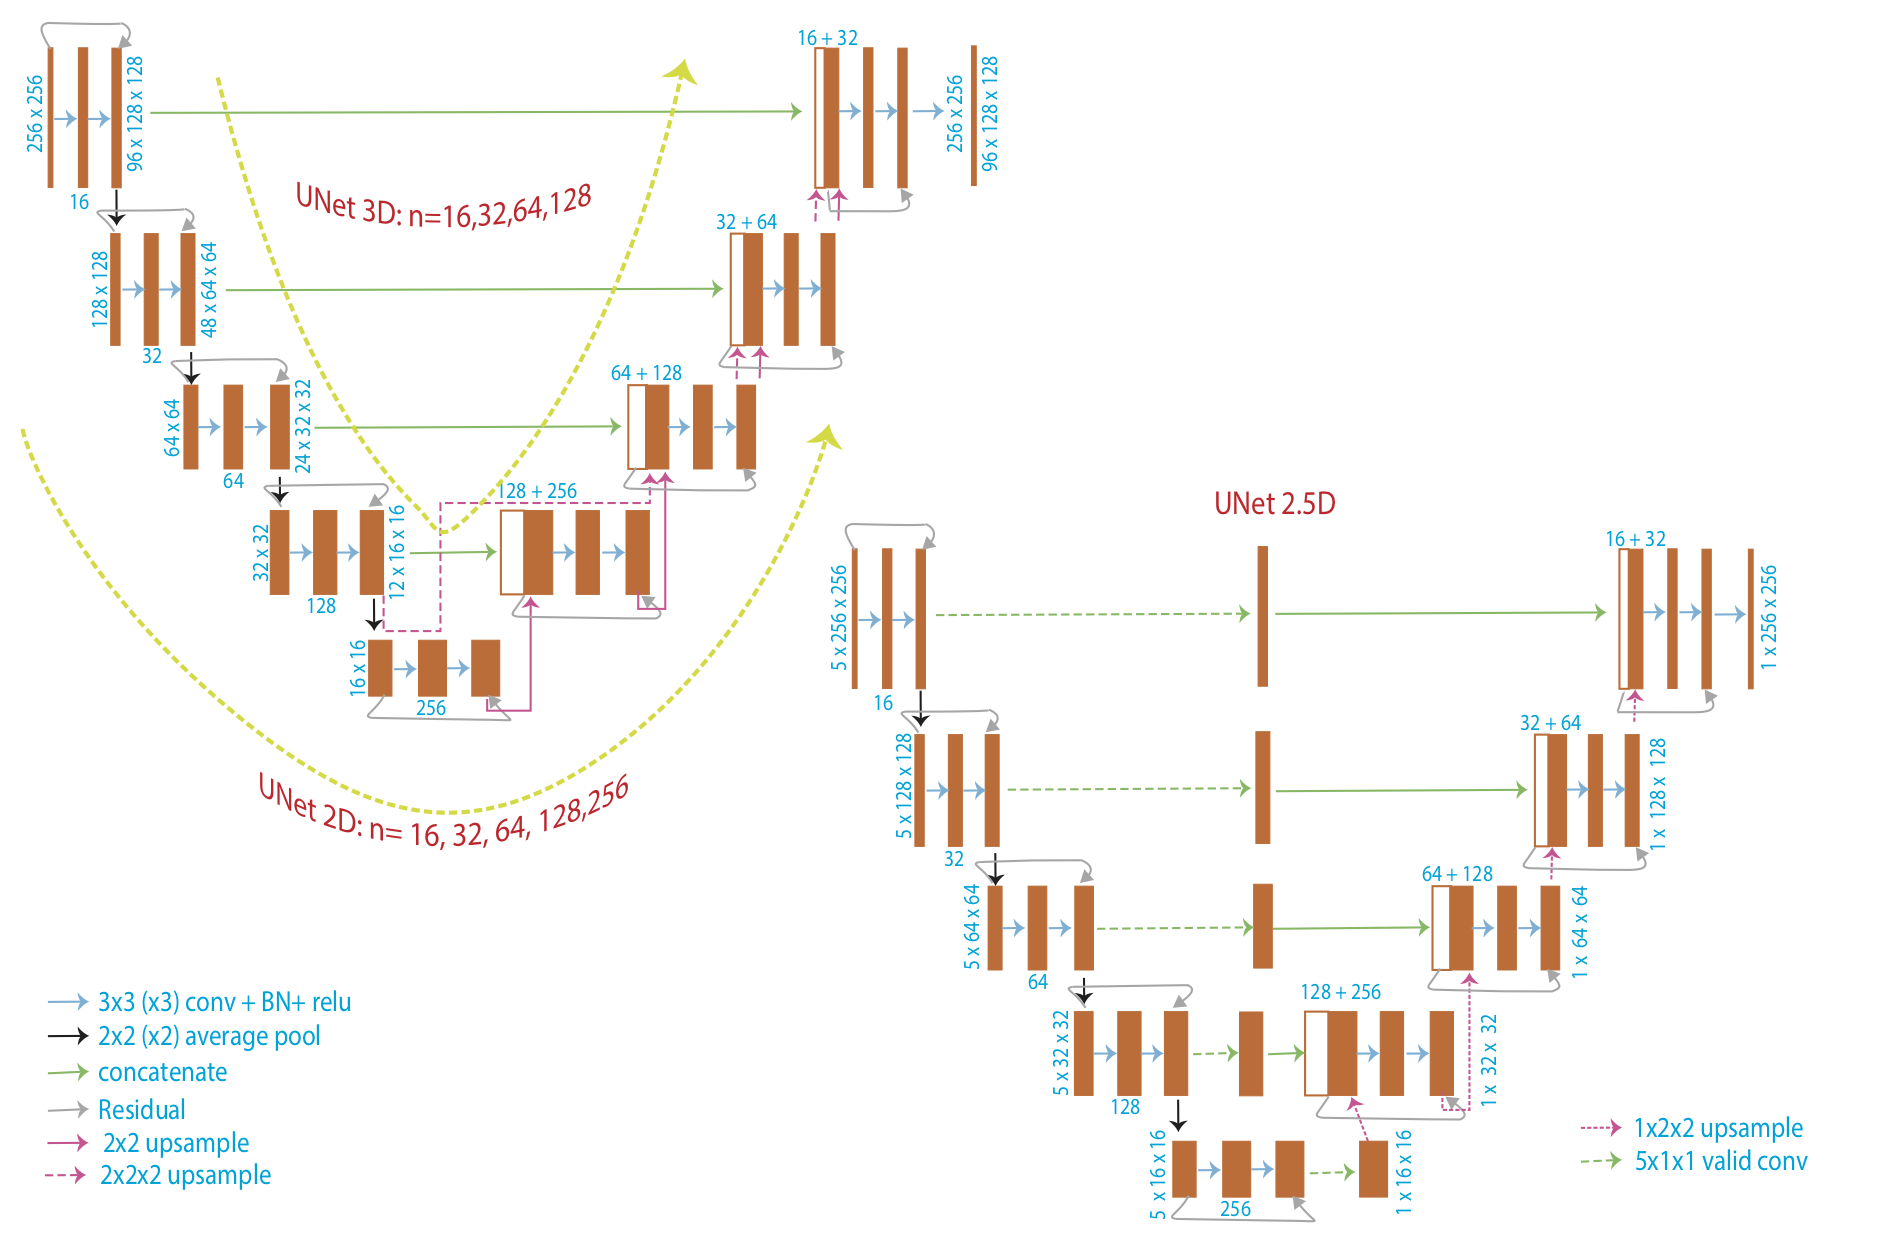 256 x 256
96 x 128 x 128
16
UNet 3D: n=16,32,64,128
16 + 32
256 x 256
96 x 128 x 128
128 x 128
48 x 64 x 64
32
32 + 64
64 x 64
24 x 32 x 32
64
64 + 128
32 x 32
12 x 16 x 16
128
128 + 256
16 x 16
256
UNet 2D: n= 16, 32, 64, 128,256
UNet 2.5D
5 x 256 x 256
16
16 + 32
1 x 256 x 256
5 x 128 x 128
32
32 + 64
1 x 128 x 128
5 x 64 x 64
64
64 + 128
1 x 64 x 64
5 x 32 x 32
128
128 + 256
1 x 32 x 32
5 x 16 x 16
256
1 x 16 x 16
3x3 (x3) conv + BN+ relu
2x2 (x2) average pool
concatenate
Residual
2x2 upsample
2x2x2 upsample
1x2x2 upsample
5x1x1 valid conv